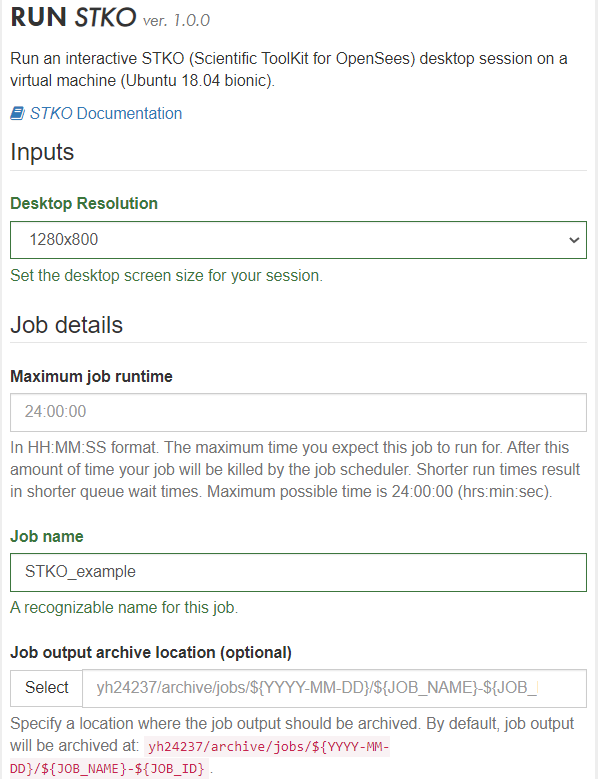 RUN STKO ver. 1.0.0
Run an interactive STKO (Scientific ToolKit for OpenSees) desktop session on a
virtual machine (Ubuntu 18.04 bionic).
STKO Documentation
Inputs
Desktop Resolution
1280x800
Set the desktop screen size for your session.
Job details
Maximum job runtime
24:00:00
In HH:MM:SS format. The maximum time you expect this job to run for. After this
amount of time your job will be killed by the job scheduler. Shorter run times result
in shorter queue wait times. Maximum possible time is 24:00:00 (hrs:min:sec).
Job name
STKO_example
A recognizable name for this job.
Job output archive location (optional)
Select yh24237/archive/jobs/${YYYY-MM-DD}/${JOB_NAME}-${JOB_
Specify a location where the job output should be archived. By default, job output
will be archived at: yh24237/archive/jobs/${YYYY-MM-
DD}/${JOB_NAME}-${JOB_ID} .